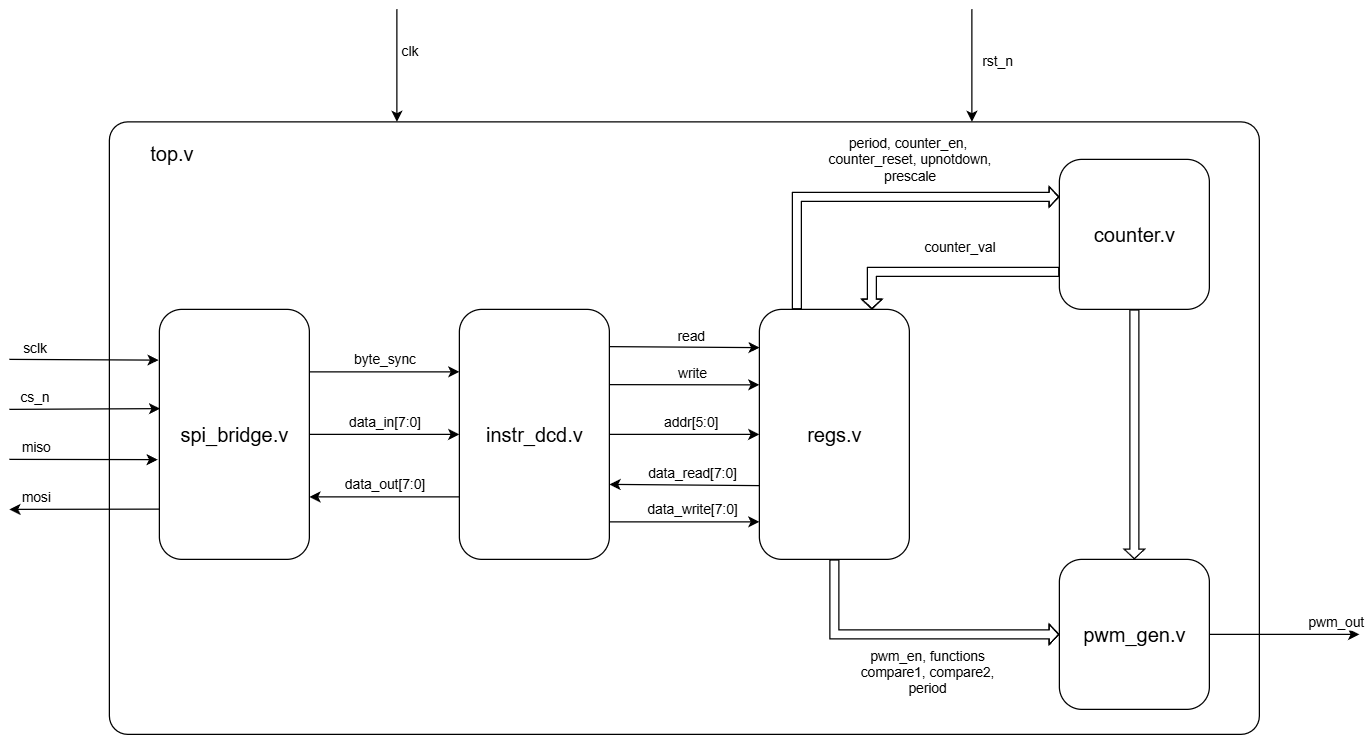 clk
rst_n
top.v
period, counter_en,
counter_reset, upnotdown,
prescale
counter.v
counter_val
sclk
cs_n
miso
mosi
spi_bridge.v
byte_sync
data_in[7:0]
data_out[7:0]
instr_dcd.v
read
write
addr[5:0]
data_read[7:0]
data_write[7:0]
regs.v
pwm_en, functions
compare1, compare2,
period
pwm_gen.v
pwm_out